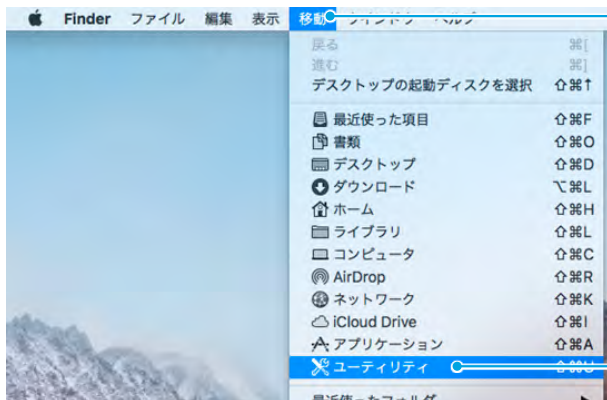 Finder ファイル 編集 表示 移動
戻る ⌘[
進む ⌘]
デスクトップの起動ディスクを選択 ⇧⌘↑
最近使った項目 ⇧⌘F
書類 ⇧⌘O
デスクトップ ⇧⌘D
ダウンロード ⌥⌘L
ホーム ⇧⌘H
ライブラリ ⇧⌘L
コンピュータ ⇧⌘C
AirDrop ⇧⌘R
ネットワーク ⇧⌘K
iCloud Drive ⇧⌘I
アプリケーション ⇧⌘A
ユーティリティ